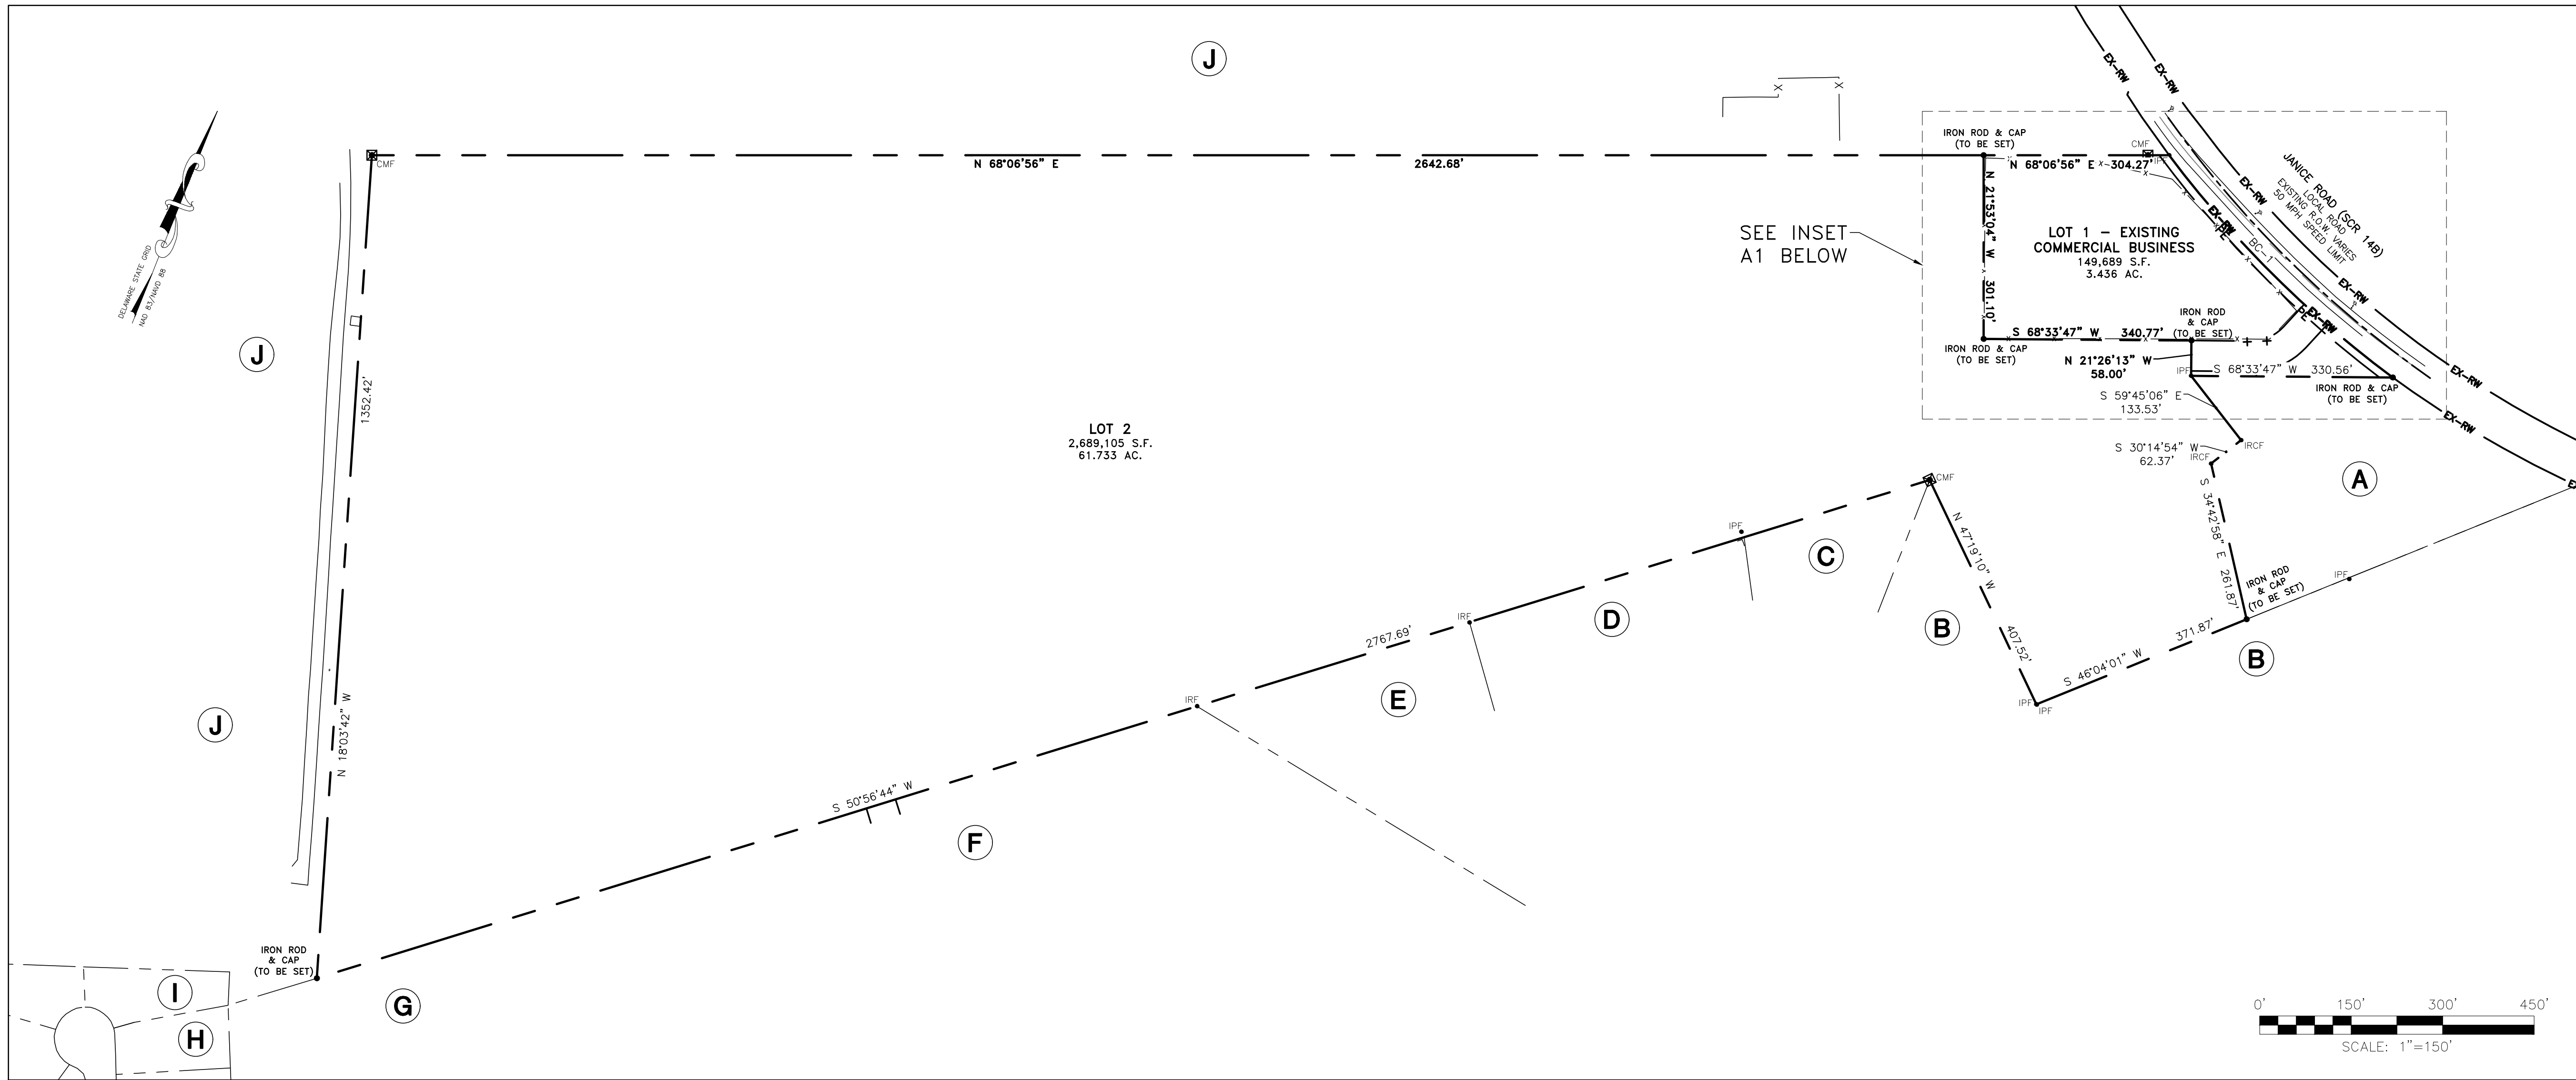 J
EX-RW
EX-RW
DELAWARE STATE GRID
NAD 83/NAVD 88
CMF
N 68°06'56" E
2642.68'
IRON ROD & CAP
(TO BE SET)
CMF
IPF
N 68°06'56" E
304.27'
JANICE ROAD (SCR 14B)
LOCAL ROAD
EXISTING R.O.W. VARIES
50 MPH SPEED LIMIT
EX-RW
EX-RW
BC-1
N 21°53'04" W
301.10'
SEE INSET
A1 BELOW
LOT 1 - EXISTING
COMMERCIAL BUSINESS
149,689 S.F.
3.436 AC.
EX-RW
EX-RW
IRON ROD
& CAP
(TO BE SET)
S 68°33'47" W
340.77'
IRON ROD & CAP
(TO BE SET)
N 21°26'13" W
58.00'
IPF
S 68°33'47" W
330.56'
IRON ROD & CAP
(TO BE SET)
EX-RW
EX-RW
S 59°45'06" E
133.53'
S 30°14'54" W
62.37'
IRCF
IRCF
J
1352.42'
LOT 2
2,689,105 S.F.
61.733 AC.
CMF
A
S 34°42'58" E
261.87'
N 47°19'10" W
407.52'
IPF
C
IPF
IRON ROD
& CAP
(TO BE SET)
IRF
D
B
371.87'
S 46°04'01" W
B
2767.69'
IRF
E
IPF
IPF
J
N 18°03'42" W
S 50°56'44" W
F
IRON ROD
& CAP
(TO BE SET)
I
G
H
0'
150'
300'
450'
SCALE: 1"=150'